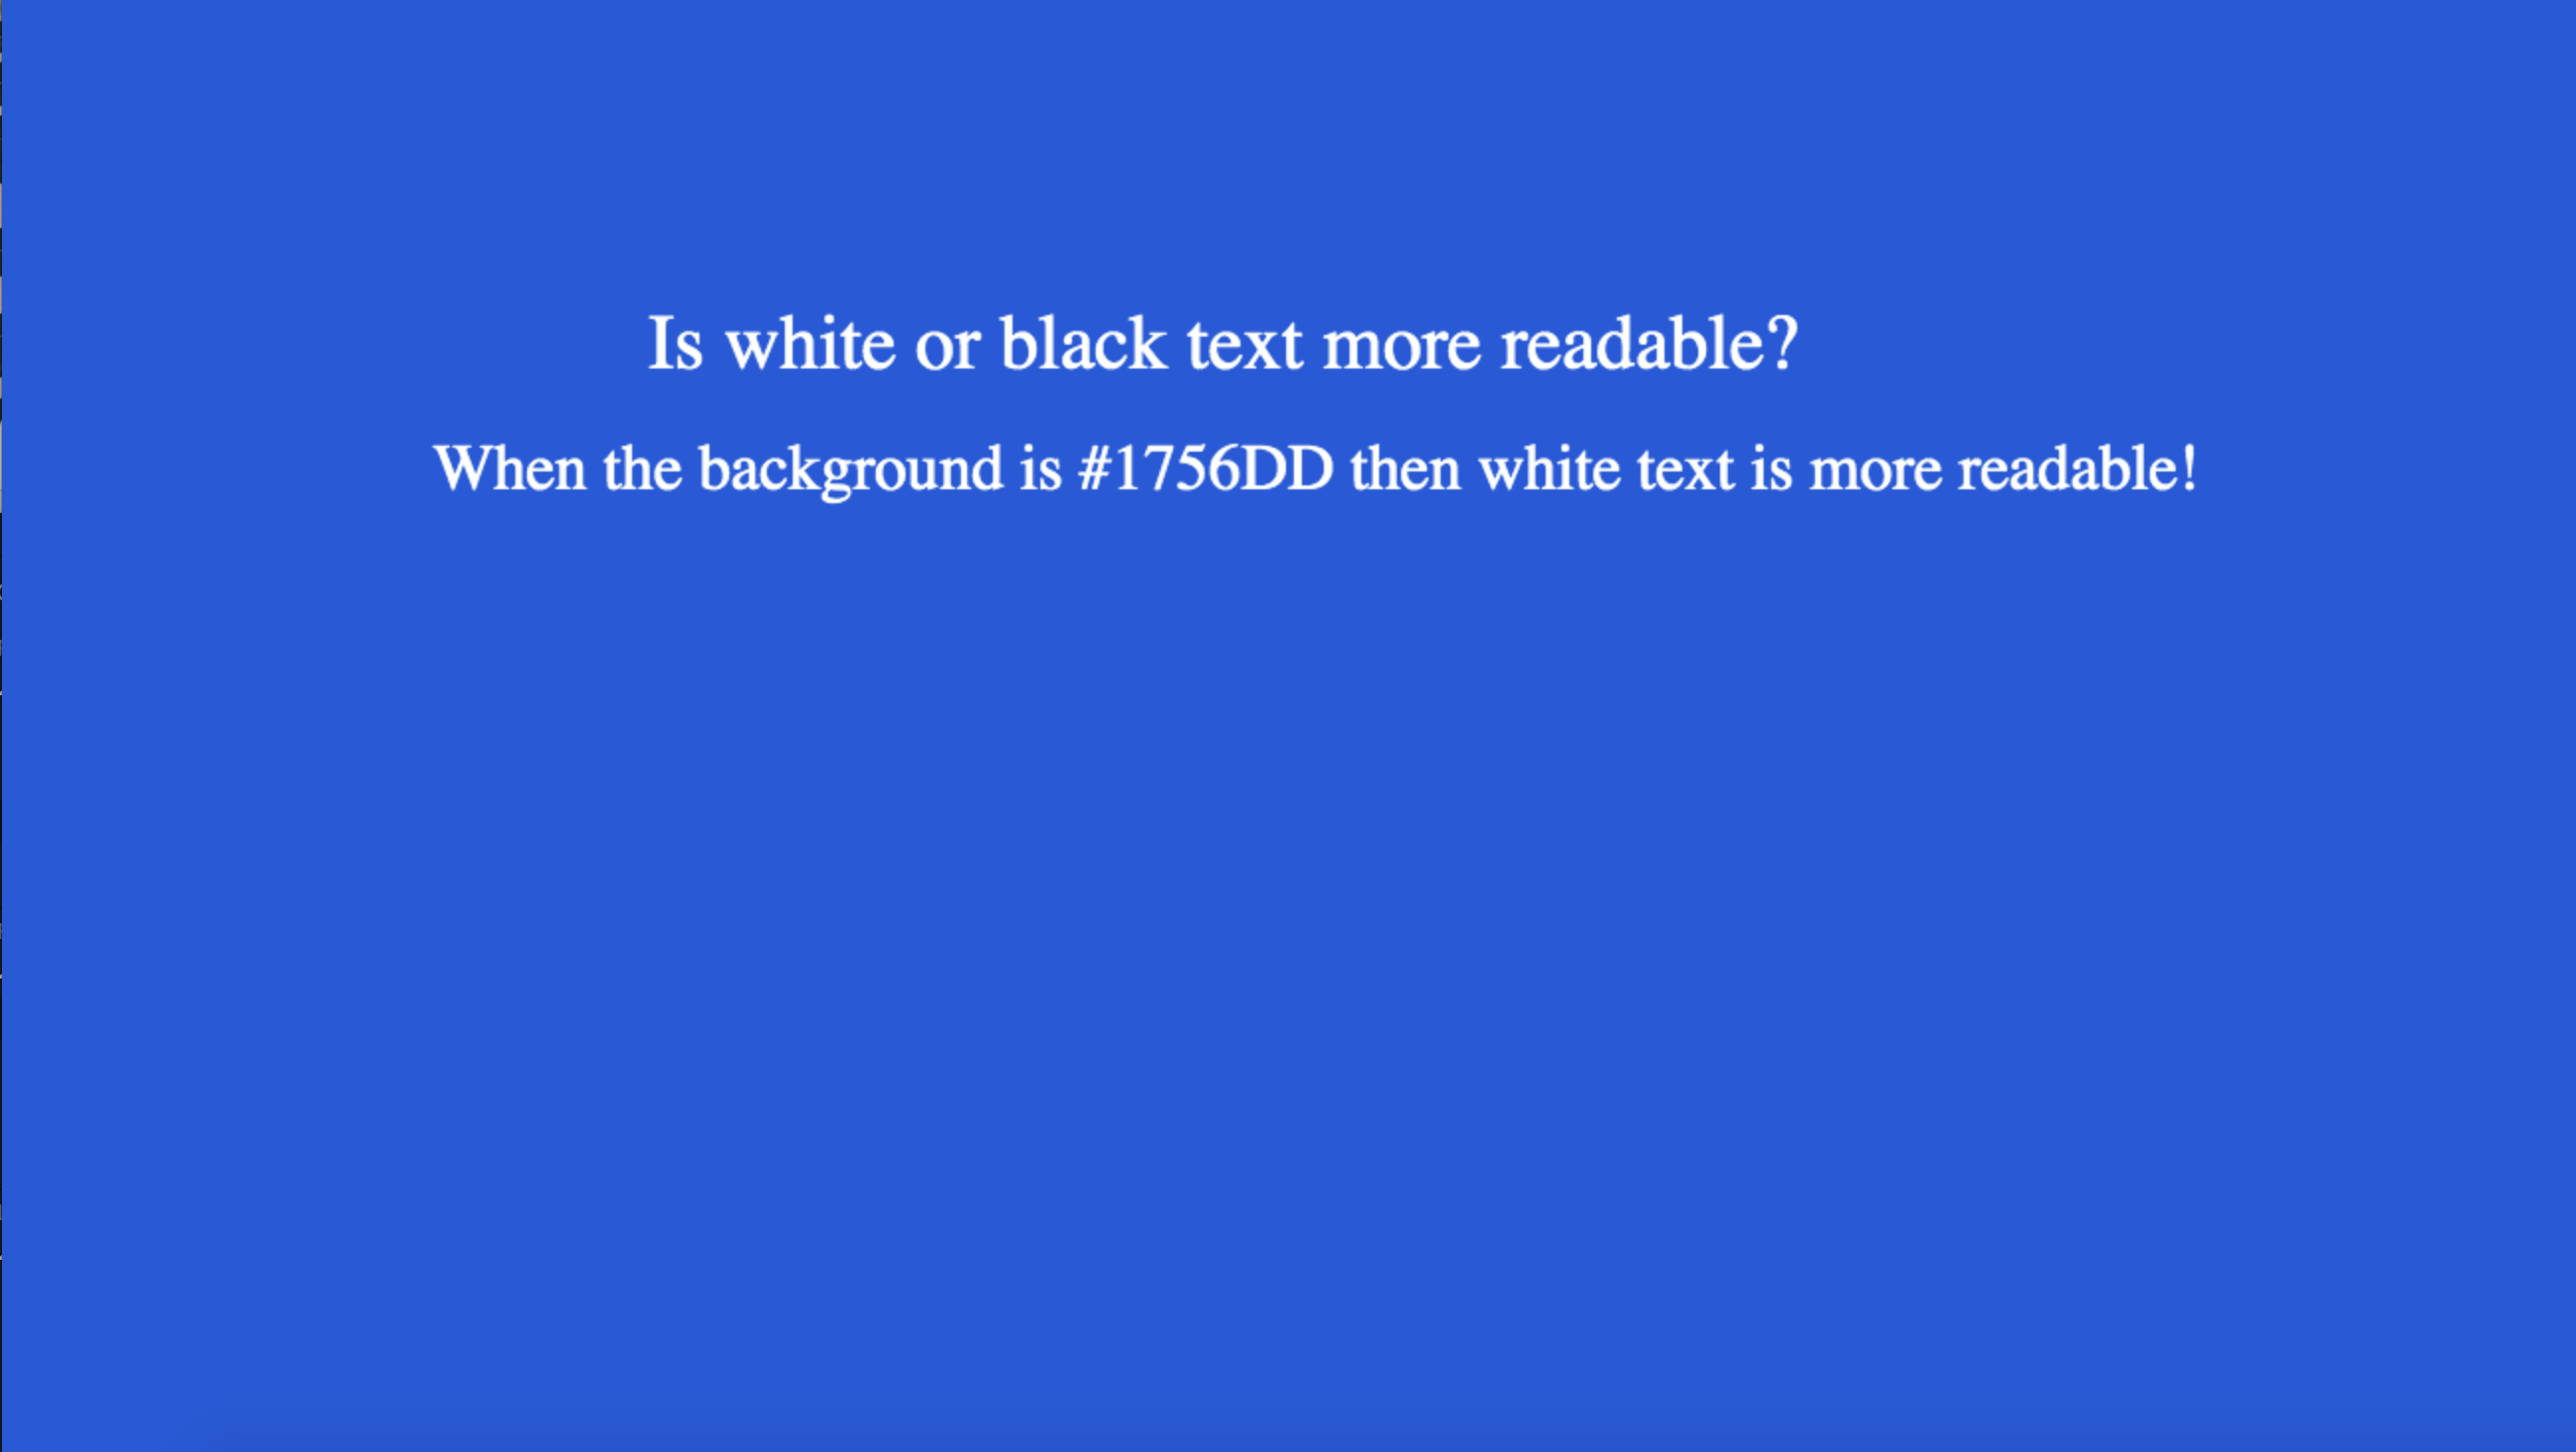 Is white or black text more readable?
When the background is #1756DD then white text is more readable!